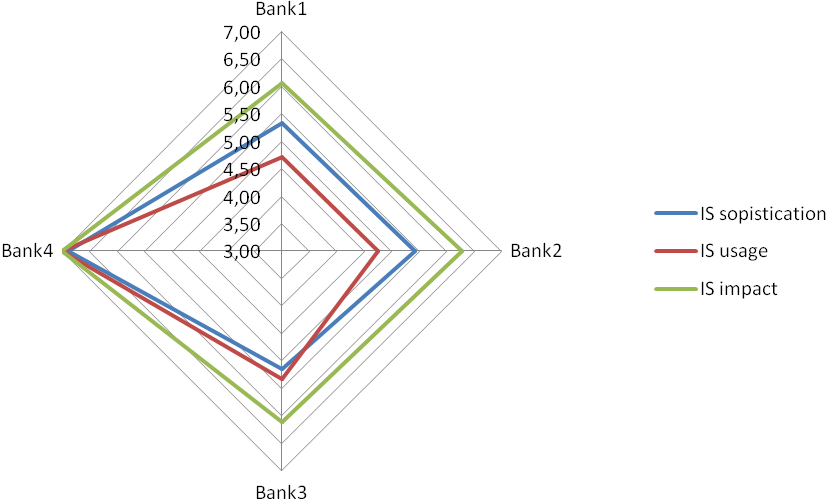 Bank1
7,00
6,50
6,00
5,50
5,00
4,50
4,00
3,50
3,00
Bank4
Bank2
Bank3
IS sopistication
IS usage
IS impact